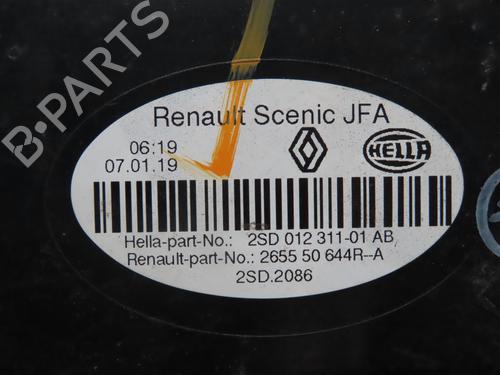 B-PARTS
Renault Scenic JFA
06:19
07.01.19
HELLA
Hella-part-No.: 2SD 012 311-01 AB
Renault-part-No.: 2655 50 644R--A
2SD.2086